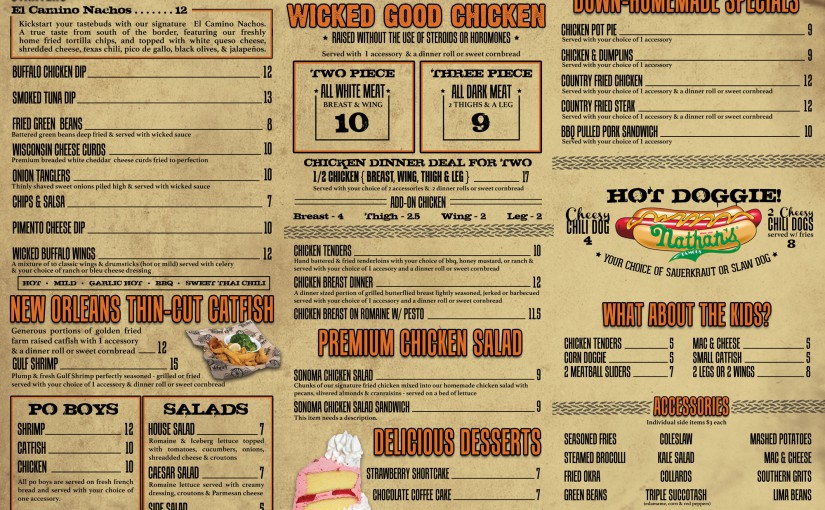 El Camino Nachos....... 12
Kickstart your tastebuds with our signature El Camino Nachos.
A true taste from south of the border, featuring our freshly
home fried tortilla chips, and topped with white queso cheese,
shredded cheese, texas chili, pico de gallo, black olives, & jalapeños.
BUFFALO CHICKEN DIP 12
SMOKED TUNA DIP 13
FRIED GREEN BEANS 8
Battered green beans deep fried & served with wicked sauce
WISCONSIN CHEESE CURDS 10
Premium breaded white cheddar cheese curds fried to perfection
ONION TANGLERS 10
Thinly shaved sweet onions piled high & served with wicked sauce
CHIPS & SALSA 7
PIMENTO CHEESE DIP 10
WICKED BUFFALO WINGS 12
A mixture of 10 classic wings & drumsticks (hot or mild) served with celery
& your choice of ranch or bleu cheese dressing
HOT • MILD • GARLIC HOT • BBQ • SWEET THAI CHILI
NEW ORLEANS THIN-CUT CATFISH
Generous portions of golden fried
farm raised catfish with 1 accessory
& a dinner roll or sweet cornbread 12
GULF SHRIMP 15
Plump & fresh Gulf Shrimp perfectly seasoned - grilled or fried
served with your choice of 1 accessory & dinner roll or sweet cornbread
PO BOYS
SHRIMP 12
CATFISH 10
CHICKEN 10
All po boys are served on fresh french
bread and served with your choice of
one accessory.
SALADS
HOUSE SALAD 7
Romaine & Iceberg lettuce topped
with tomatoes, cucumbers, onions,
shreadded cheese & croutons
CAESAR SALAD 7
Romaine lettuce served with creamy
dressing, croutons & Parmesan cheese
SIDE SALAD 5
WICKED GOOD CHICKEN
RAISED WITHOUT THE USE OF STEROIDS OR HOROMONES
Served with 1 accessory & a dinner roll or sweet cornbread
TWO PIECE
ALL WHITE MEAT
BREAST & WING
10
THREE PIECE
ALL DARK MEAT
2 THIGHS & A LEG
9
CHICKEN DINNER DEAL FOR TWO
1/2 CHICKEN { BREAST, WING, THIGH & LEG } 17
Served with your choice of 2 accessories & 2 dinner rolls or sweet cornbread
ADD-ON CHICKEN
Breast - 4 Thigh - 2.5 Wing - 2 Leg - 2
CHICKEN TENDERS 10
Hand battered & fried tenderloins with your choice of bbq, honey mustard, or ranch &
served with your choice of 1 accesory and a dinner roll or sweet cornbread
CHICKEN BREAST DINNER 12
A dinner sized portion of grilled butterflied breast lightly seasoned, jerked or barbecued
served with your choice of 1 accessory and a dinner roll or sweet cornbread
CHICKEN BREAST ON ROMAINE W/ PESTO 11.5
PREMIUM CHICKEN SALAD
SONOMA CHICKEN SALAD 9
Chunks of our signature fried chicken mixed into our homemade chicken salad with
pecans, slivered almonds & cranraisins - served on a bed of lettuce
SONOMA CHICKEN SALAD SANDWICH 9
This item needs a description.
DELICIOUS DESSERTS
STRAWBERRY SHORTCAKE 7
CHOCOLATE COFFEE CAKE 7
DOWN-HOMEMADE SPECIALS
CHICKEN POT PIE 9
Served with your choice of 1 accessory
CHICKEN & DUMPLINS 9
Served with your choice of 1 accessory
COUNTRY FRIED CHICKEN 12
Served with your choice of 1 accessory & a dinner roll or sweet cornbread
COUNTRY FRIED STEAK 12
Served with your choice of 1 accessory & a dinner roll or sweet cornbread
BBQ PULLED PORK SANDWICH 10
Served with your choice of 1 accessory
HOT DOGGIE!
Cheesy
CHILI DOG
4
Nathan's
FAMOUS
2 Cheesy
CHILI DOGS
served w/ fries
8
* YOUR CHOICE OF SAUERKRAUT OR SLAW DOG *
WHAT ABOUT THE KIDS?
CHICKEN TENDERS 5
CORN DOGGIE 5
2 MEATBALL SLIDERS 7
MAC & CHEESE 5
SMALL CATFISH 5
2 LEGS OR 2 WINGS 8
ACCESSORIES
Individual side items $3 each
SEASONED FRIES COLESLAW MASHED POTATOES
STEAMED BROCOLLI KALE SALAD MAC & CHEESE
FRIED OKRA COLLARDS SOUTHERN GRITS
GREEN BEANS TRIPLE SUCCOTASH LIMA BEANS
(edamame, corn & red peppers)